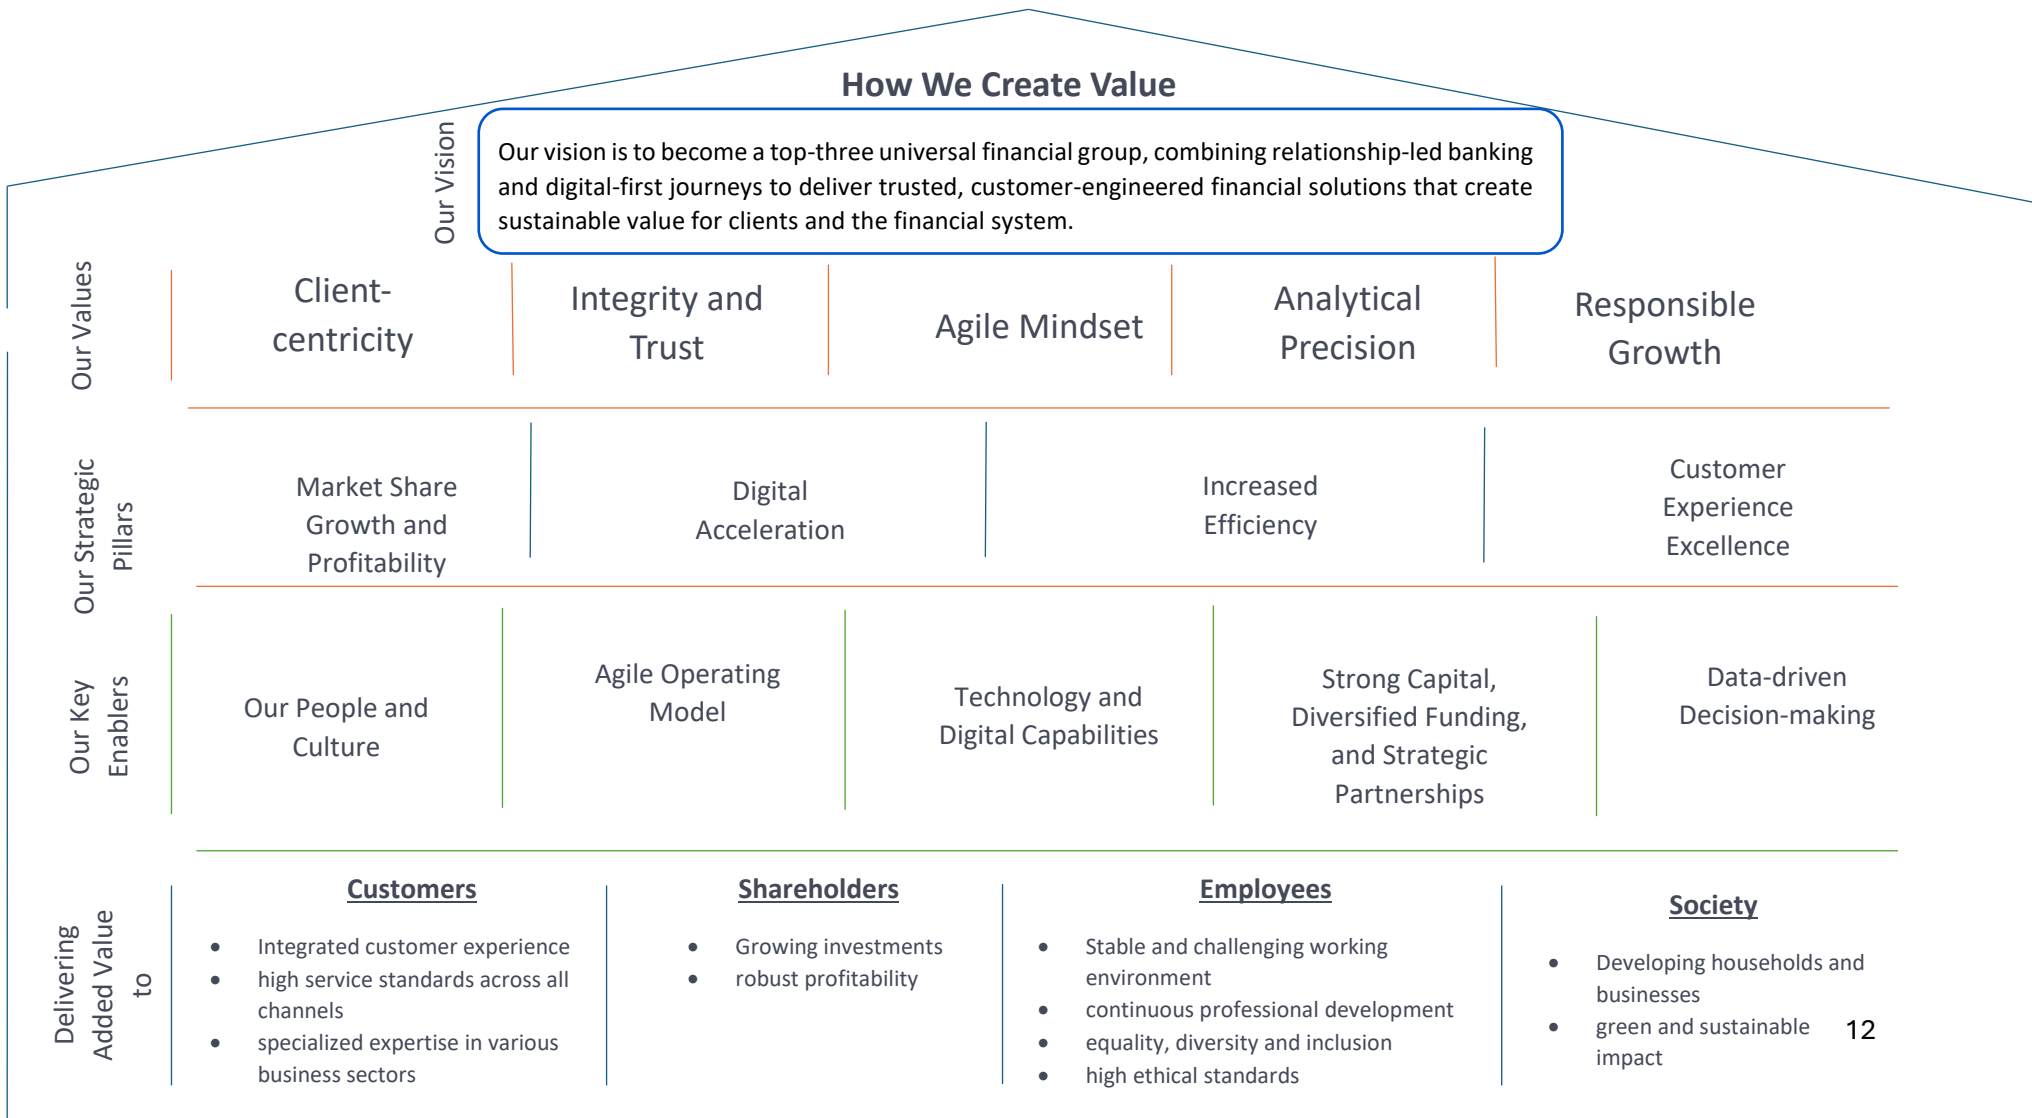 How We Create Value
Our Vision
Our vision is to become a top-three universal financial group, combining relationship-led banking
and digital-first journeys to deliver trusted, customer-engineered financial solutions that create
sustainable value for clients and the financial system.
Our Values
Client-
centricity
Integrity and
Trust
Agile Mindset
Analytical
Precision
Responsible
Growth
Our Strategic
Pillars
Market Share
Growth and
Profitability
Digital
Acceleration
Increased
Efficiency
Customer
Experience
Excellence
Our Key
Enablers
Our People and
Culture
Agile Operating
Model
Technology and
Digital Capabilities
Strong Capital,
Diversified Funding,
and Strategic
Partnerships
Data-driven
Decision-making
Delivering
Added Value
to
Customers
• Integrated customer experience
• high service standards across all
channels
• specialized expertise in various
business sectors
Shareholders
• Growing investments
• robust profitability
Employees
• Stable and challenging working
environment
• continuous professional development
• equality, diversity and inclusion
• high ethical standards
Society
• Developing households and
businesses
• green and sustainable
impact
12